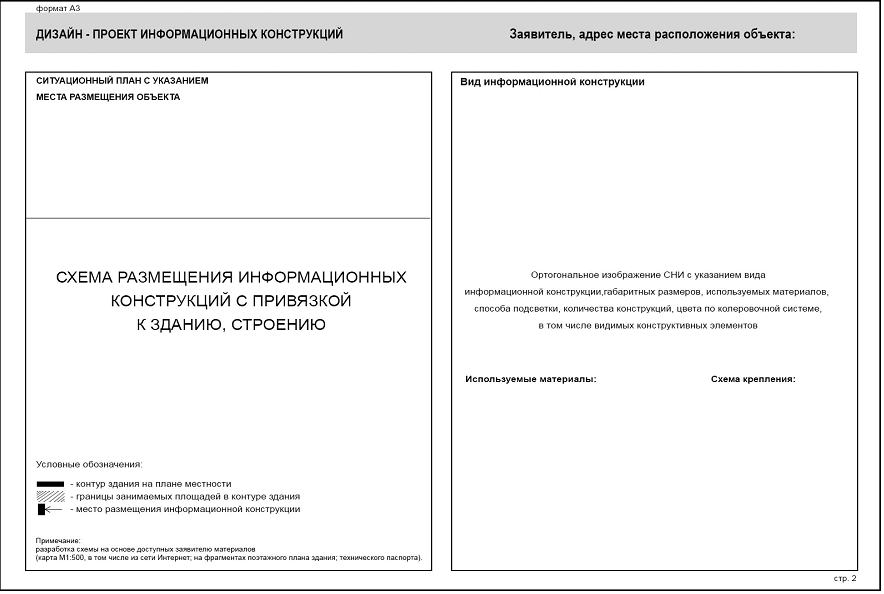 формат А3
ДИЗАЙН - ПРОЕКТ ИНФОРМАЦИОННЫХ КОНСТРУКЦИЙ
Заявитель, адрес места расположения объекта:
СИТУАЦИОННЫЙ ПЛАН С УКАЗАНИЕМ
МЕСТА РАЗМЕЩЕНИЯ ОБЪЕКТА
СХЕМА РАЗМЕЩЕНИЯ ИНФОРМАЦИОННЫХ
КОНСТРУКЦИЙ С ПРИВЯЗКОЙ
К ЗДАНИЮ, СТРОЕНИЮ
Условные обозначения:
- контур здания на плане местности
- границы занимаемых площадей в контуре здания
- место размещения информационной конструкции
Примечание:
разработка схемы на основе доступных заявителю материалов
(карта М1:500, в том числе из сети Интернет; на фрагментах поэтажного плана здания; технического паспорта).
Вид информационной конструкции
Ортогональное изображение СНИ с указанием вида
информационной конструкции,габаритных размеров, используемых материалов,
способа подсветки, количества конструкций, цвета по колеровочной системе,
в том числе видимых конструктивных элементов
Используемые материалы:
Схема крепления:
стр. 2